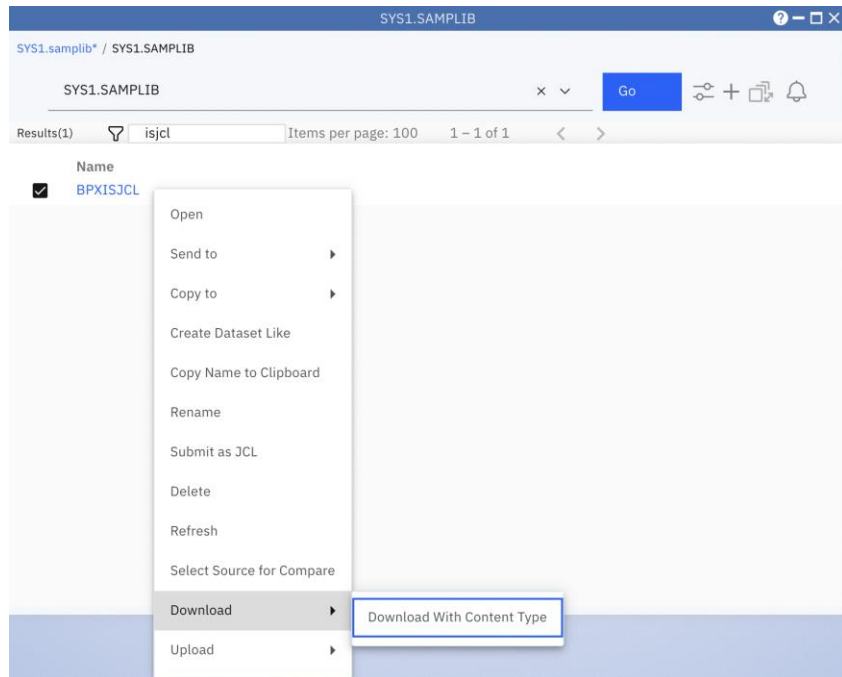 SYS1.SAMPLIB
SYS1.samplib* / SYS1.SAMPLIB
SYS1.SAMPLIB
Go
Results(1) isjcl Items per page: 100 1 – 1 of 1
Name
BPXISJCL
Open
Send to
Copy to
Create Dataset Like
Copy Name to Clipboard
Rename
Submit as JCL
Delete
Refresh
Select Source for Compare
Download
Download With Content Type
Upload